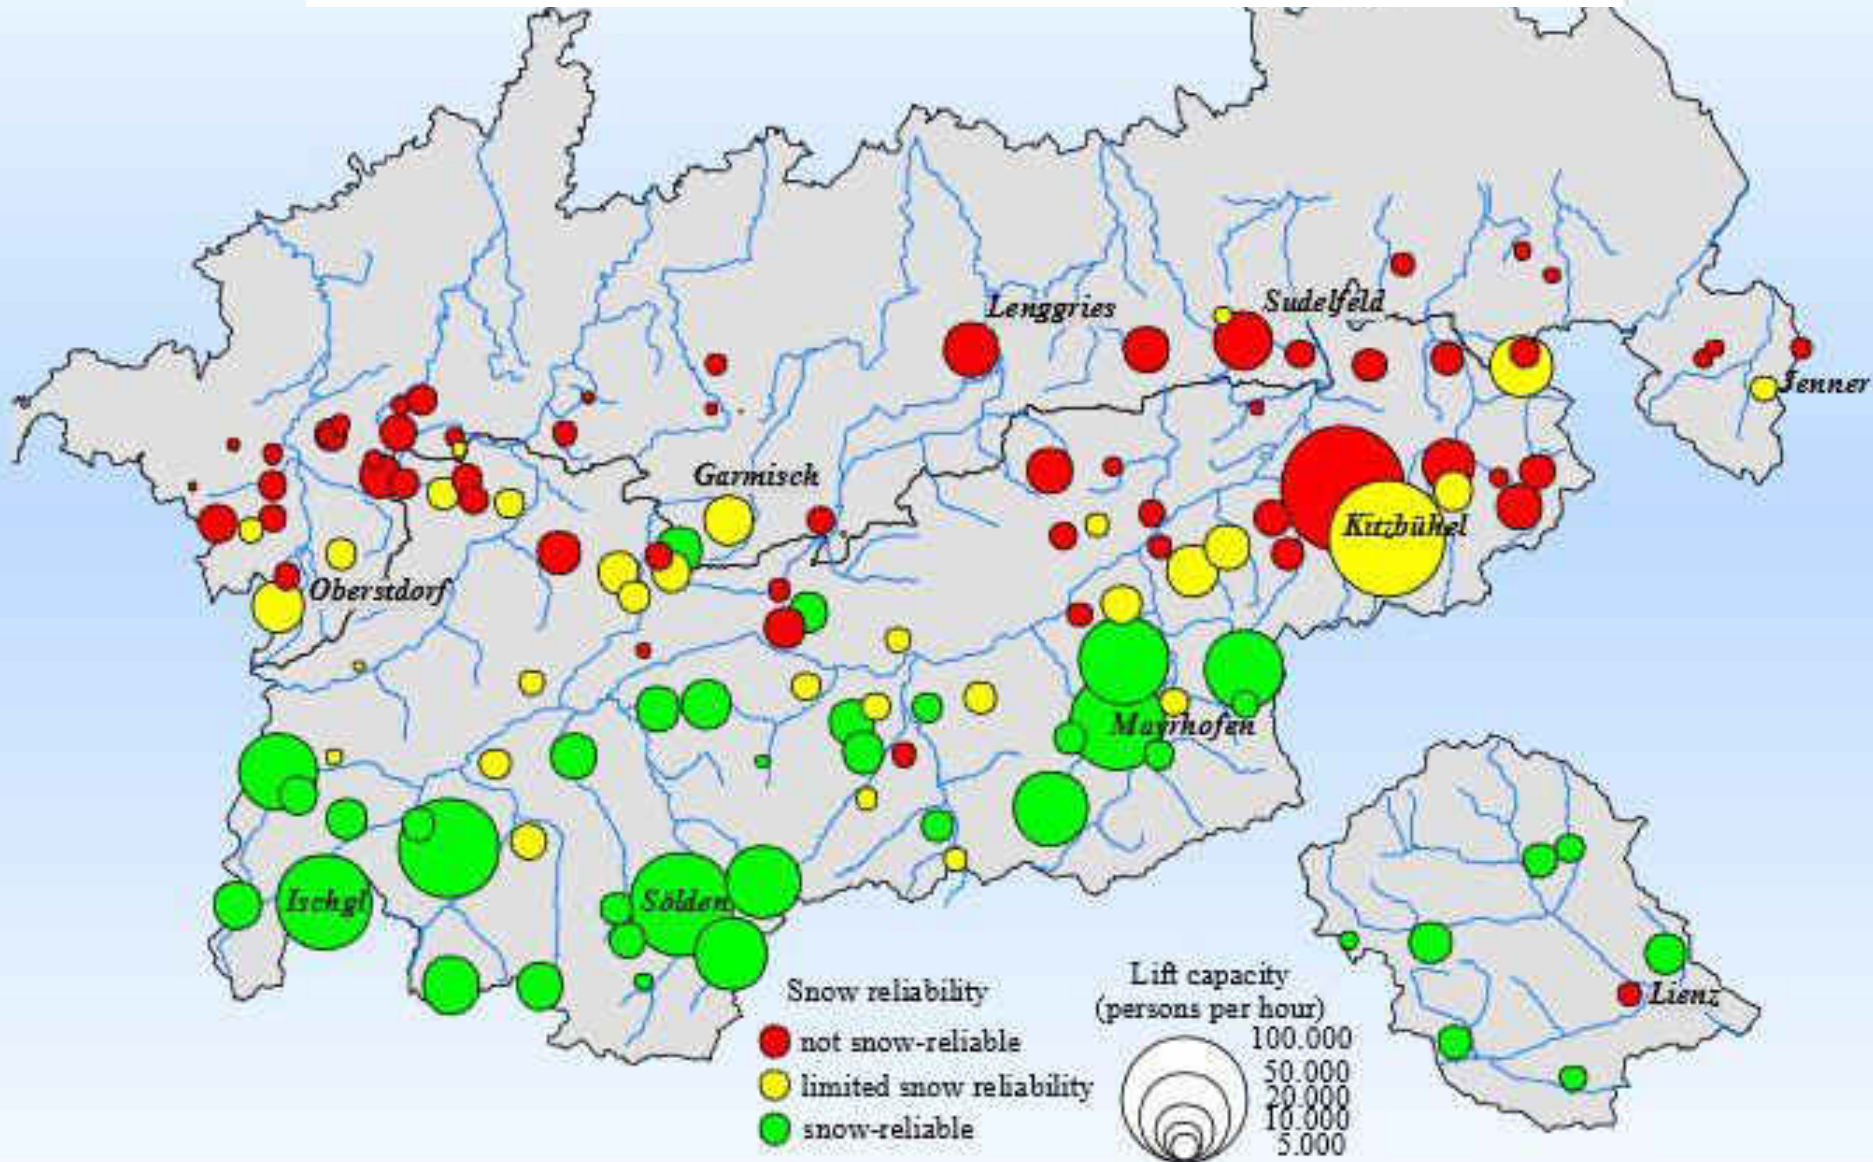 Lenggries
Sudelfeld
Jenner
Garmisch
Kitzbühel
Oberstdorf
Mayrhofen
Ischgl
Sölden
Lienz
Snow reliability
not snow-reliable
limited snow reliability
snow-reliable
Lift capacity
(persons per hour)
100.000
50.000
20.000
10.000
5.000